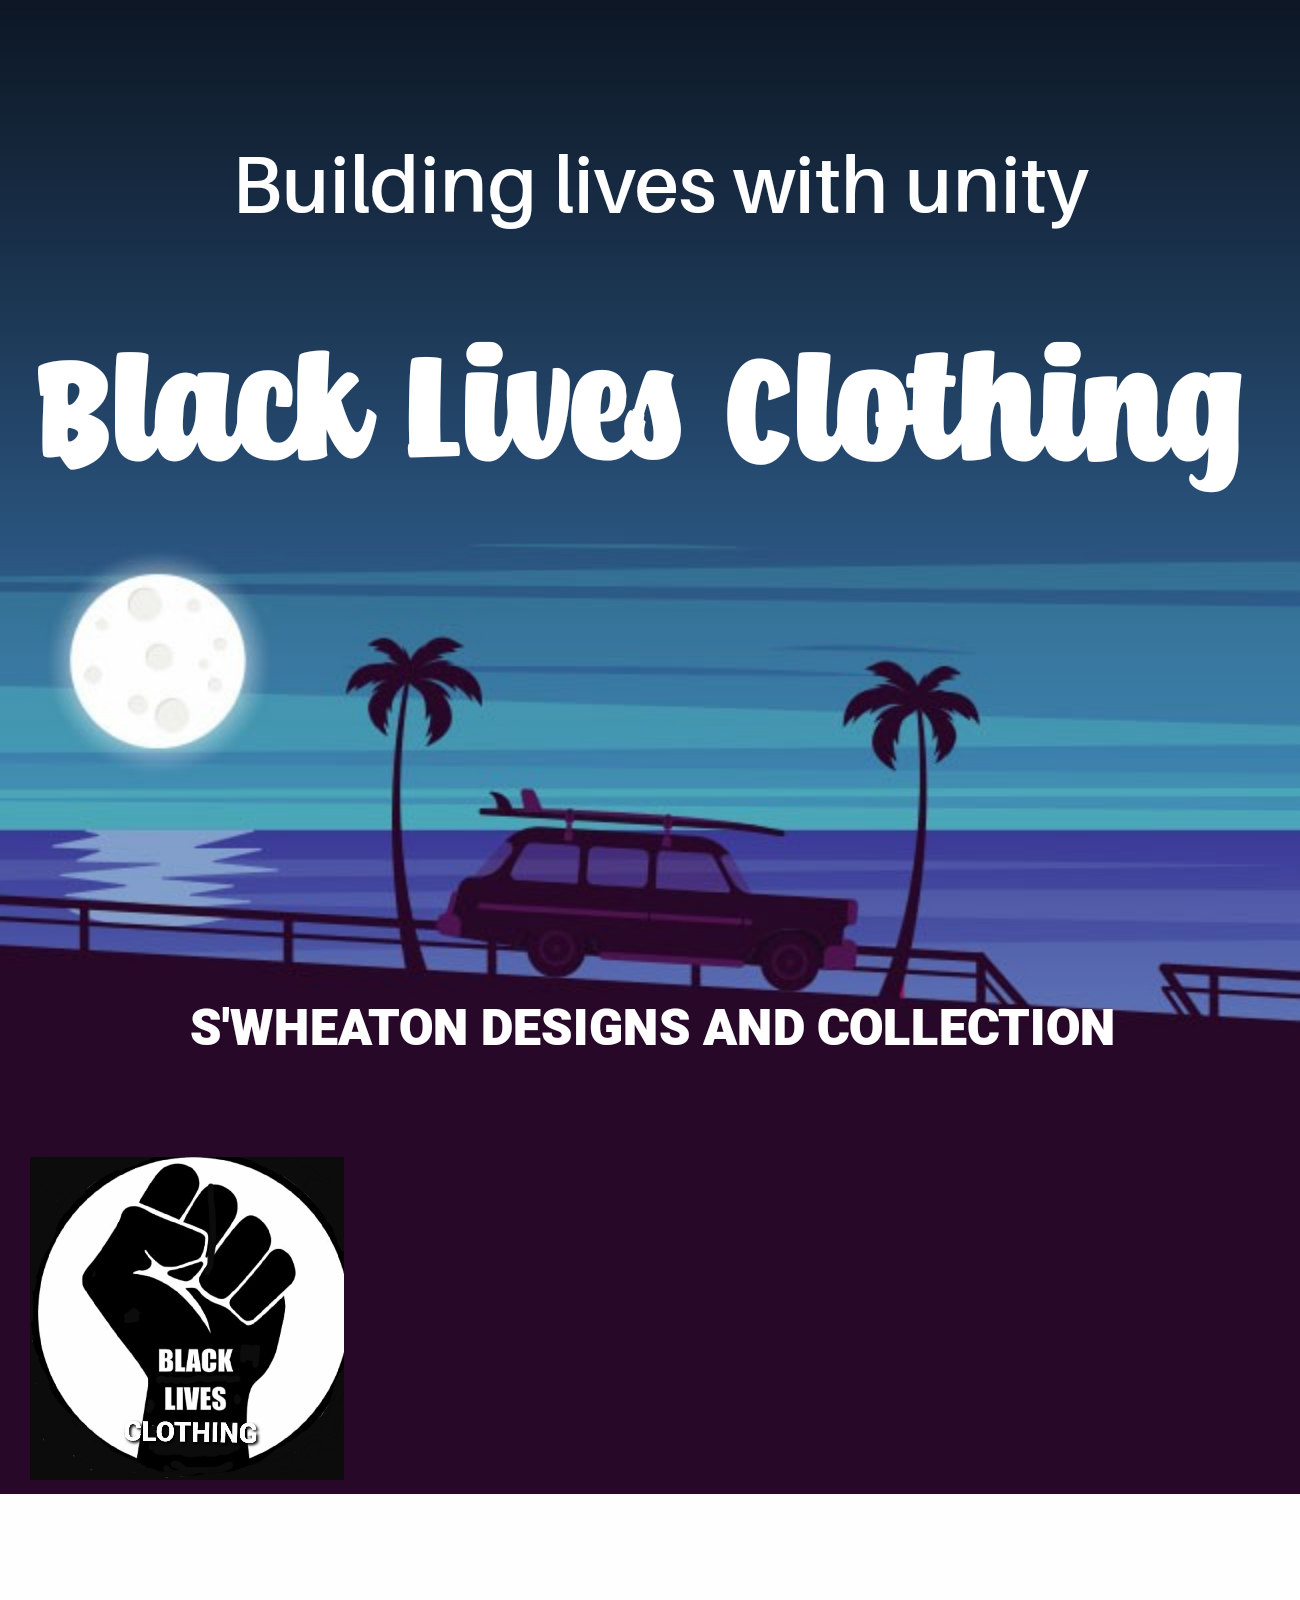 Building lives with unity
Black Lives Clothing
S'WHEATON DESIGNS AND COLLECTION
BLACK
LIVES
CLOTHING